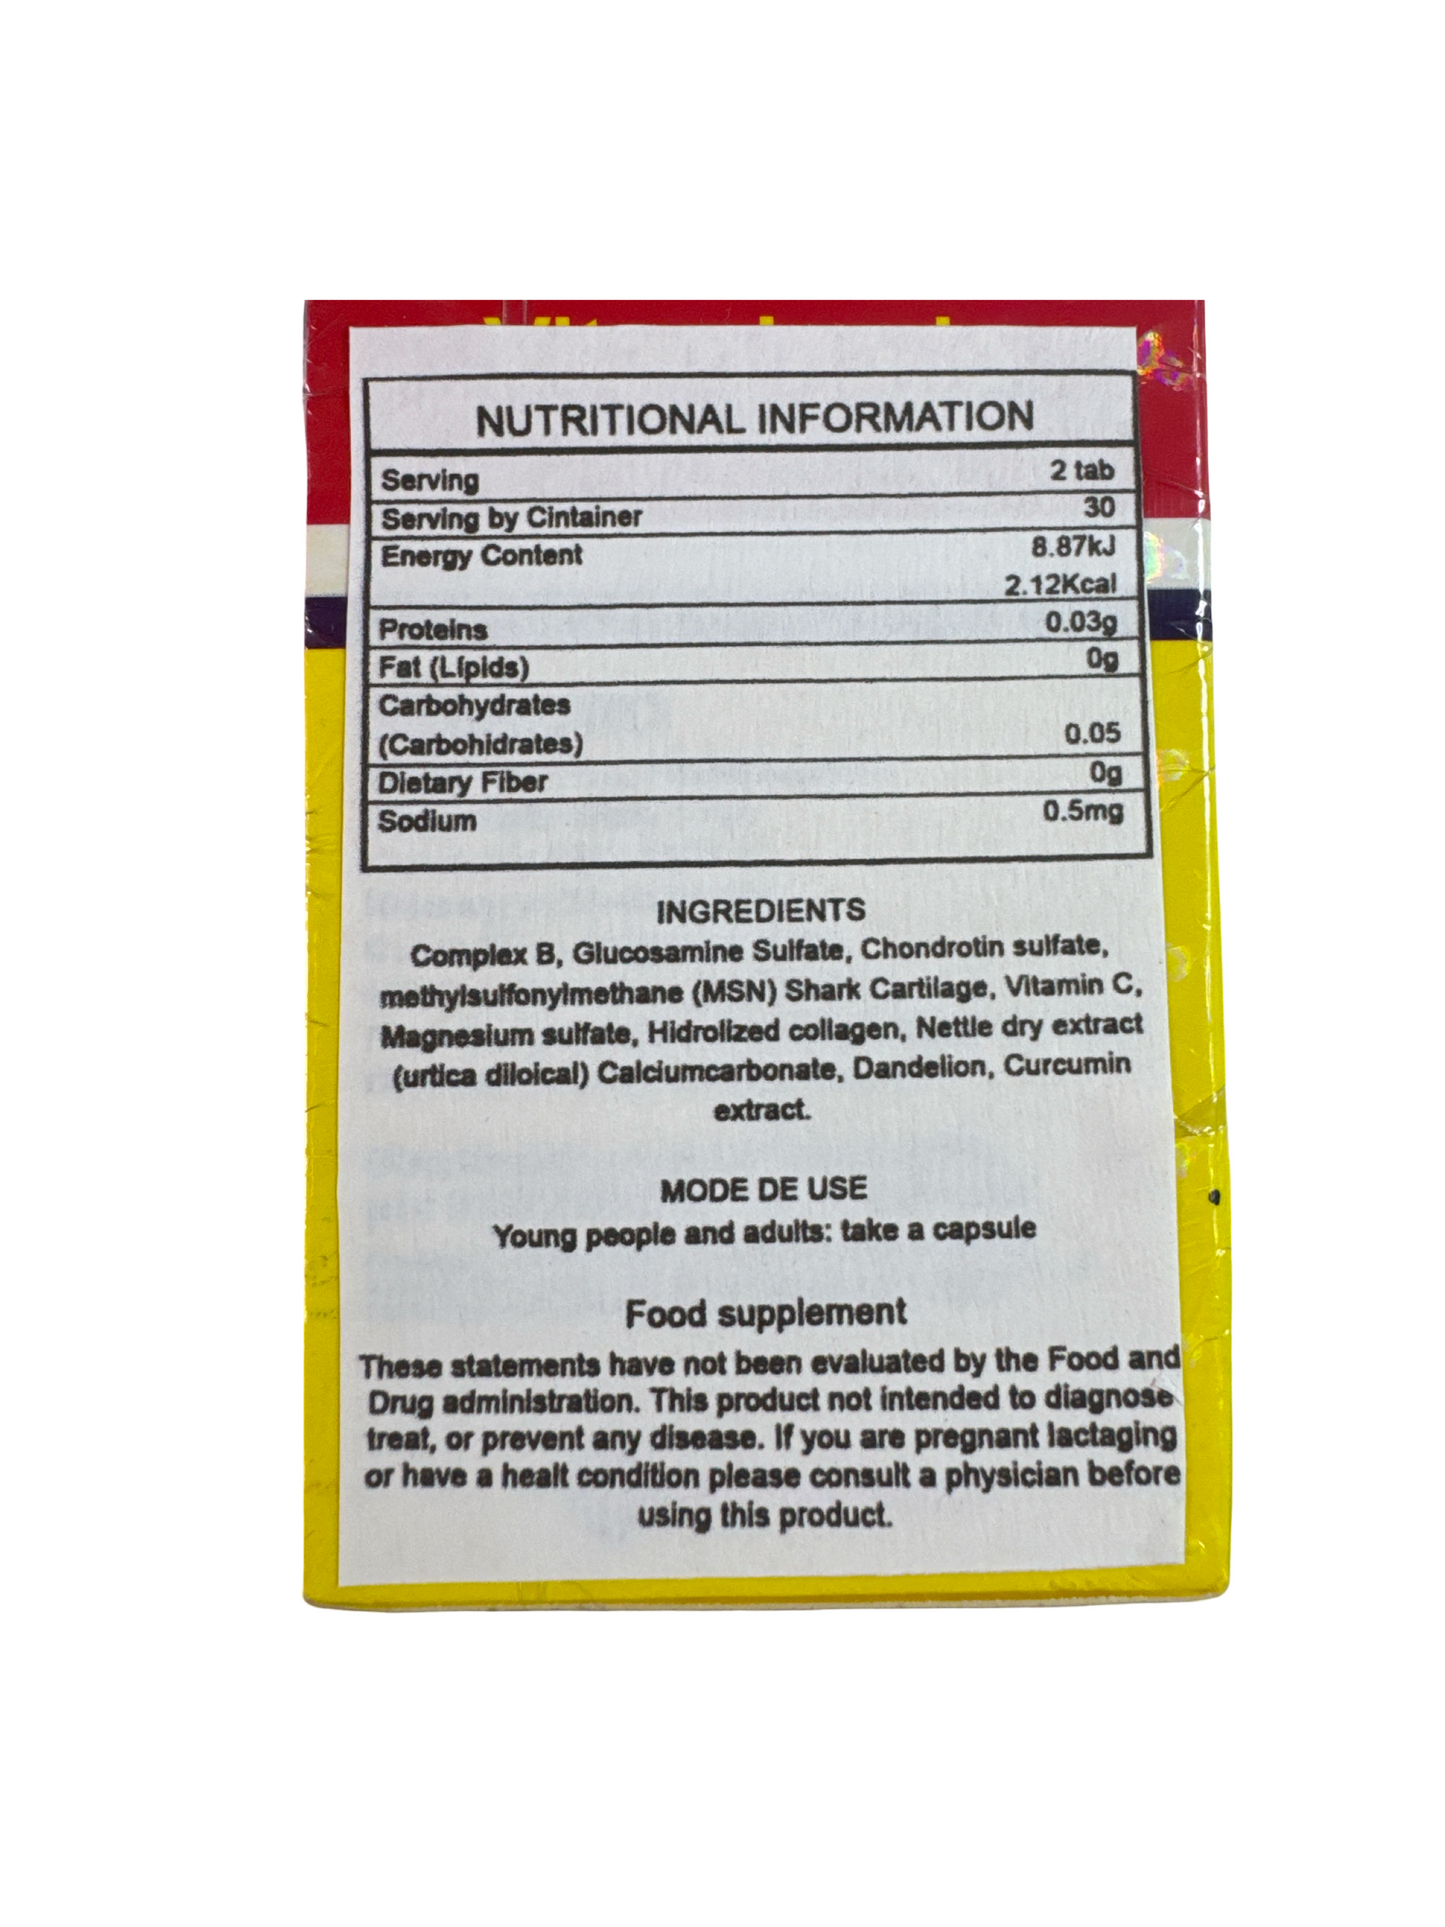 NUTRITIONAL INFORMATION
Serving 2 tab
Serving by Cintainer 30
Energy Content 8.87kJ
2.12Kcal
Proteins 0.03g
Fat (Lípids) 0g
Carbohydrates
(Carbohidrates) 0.05
Dietary Fiber 0g
Sodium 0.5mg
INGREDIENTS
Complex B, Glucosamine Sulfate, Chondrotin sulfate,
methylsulfonylmethane (MSN) Shark Cartilage, Vitamin C,
Magnesium sulfate, Hidrolized collagen, Nettle dry extract
(urtica diloical) Calciumcarbonate, Dandelion, Curcumin
extract.
MODE DE USE
Young people and adults: take a capsule
Food supplement
These statements have not been evaluated by the Food and
Drug administration. This product not intended to diagnose
treat, or prevent any disease. If you are pregnant lactaging
or have a healt condition please consult a physician before
using this product.